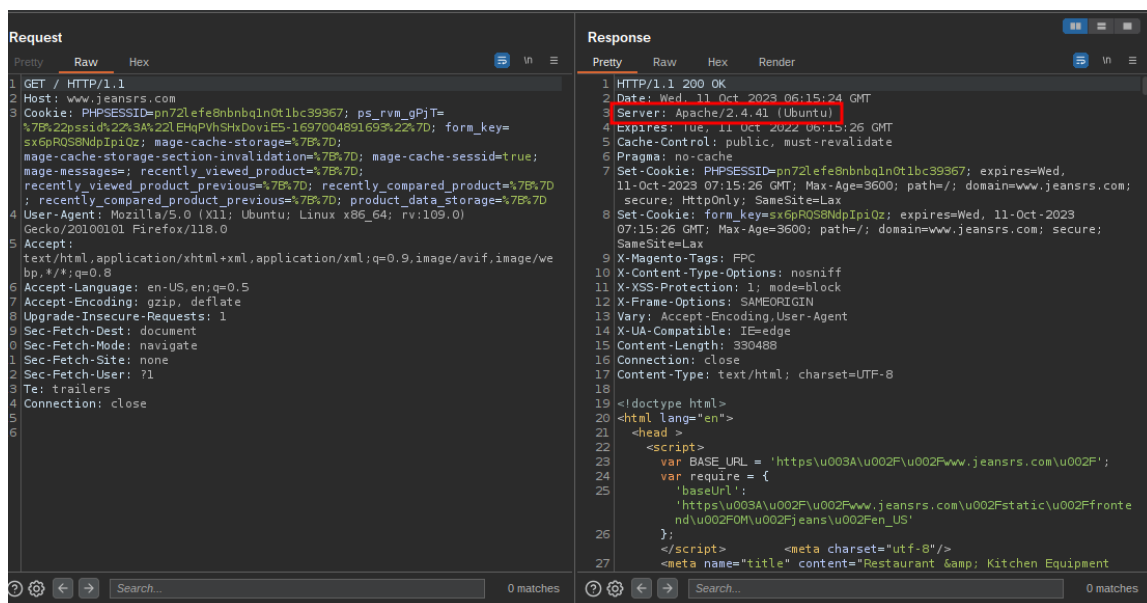 Request
Pretty Raw Hex
\n
1 GET / HTTP/1.1
2 Host: www.jeansrs.com
3 Cookie: PHPSESSID=pn72lefe8nbnbq1n0t1bc39367; ps_rvm_gPjT=
%7B%22pssid%22%3A%22lEHqPVhSHxDoviE5-1697004891693%22%7D; form_key=
sx6pRQS8NdpIpiQz; mage-cache-storage=%7B%7D;
mage-cache-storage-section-invalidation=%7B%7D; mage-cache-sessid=true;
mage-messages=; recently_viewed_product=%7B%7D;
recently_viewed_product_previous=%7B%7D; recently_compared_product=%7B%7D
; recently_compared_product_previous=%7B%7D; product_data_storage=%7B%7D
4 User-Agent: Mozilla/5.0 (X11; Ubuntu; Linux x86_64; rv:109.0)
Gecko/20100101 Firefox/118.0
5 Accept:
text/html,application/xhtml+xml,application/xml;q=0.9,image/avif,image/we
bp,*/*;q=0.8
6 Accept-Language: en-US,en;q=0.5
7 Accept-Encoding: gzip, deflate
8 Upgrade-Insecure-Requests: 1
9 Sec-Fetch-Dest: document
0 Sec-Fetch-Mode: navigate
1 Sec-Fetch-Site: none
2 Sec-Fetch-User: ?1
3 Te: trailers
4 Connection: close
5
6
Search...
0 matches
Response
Pretty Raw Hex Render
\n
1 HTTP/1.1 200 OK
2 Date: Wed, 11 Oct 2023 06:15:24 GMT
3 Server: Apache/2.4.41 (Ubuntu)
4 Expires: Tue, 11 Oct 2022 06:15:26 GMT
5 Cache-Control: public, must-revalidate
6 Pragma: no-cache
7 Set-Cookie: PHPSESSID=pn72lefe8nbnbq1n0t1bc39367; expires=Wed,
11-Oct-2023 07:15:26 GMT; Max-Age=3600; path=/; domain=www.jeansrs.com;
secure; HttpOnly; SameSite=Lax
8 Set-Cookie: form_key=sx6pRQS8NdpIpiQz; expires=Wed, 11-Oct-2023
07:15:26 GMT; Max-Age=3600; path=/; domain=www.jeansrs.com; secure;
SameSite=Lax
9 X-Magento-Tags: FPC
10 X-Content-Type-Options: nosniff
11 X-XSS-Protection: 1; mode=block
12 X-Frame-Options: SAMEORIGIN
13 Vary: Accept-Encoding,User-Agent
14 X-UA-Compatible: IE=edge
15 Content-Length: 330488
16 Connection: close
17 Content-Type: text/html; charset=UTF-8
18
19 <!doctype html>
20 <html lang="en">
21 <head >
22 <script>
23 var BASE_URL = 'https\u003A\u002F\u002Fwww.jeansrs.com\u002F';
24 var require = {
25 'baseUrl':
'https\u003A\u002F\u002Fwww.jeansrs.com\u002Fstatic\u002Ffronte
nd\u002FOM\u002Fjeans\u002Fen_US'
26 };
</script> <meta charset="utf-8"/>
27 <meta name="title" content="Restaurant &amp; Kitchen Equipment
Search...
0 matches